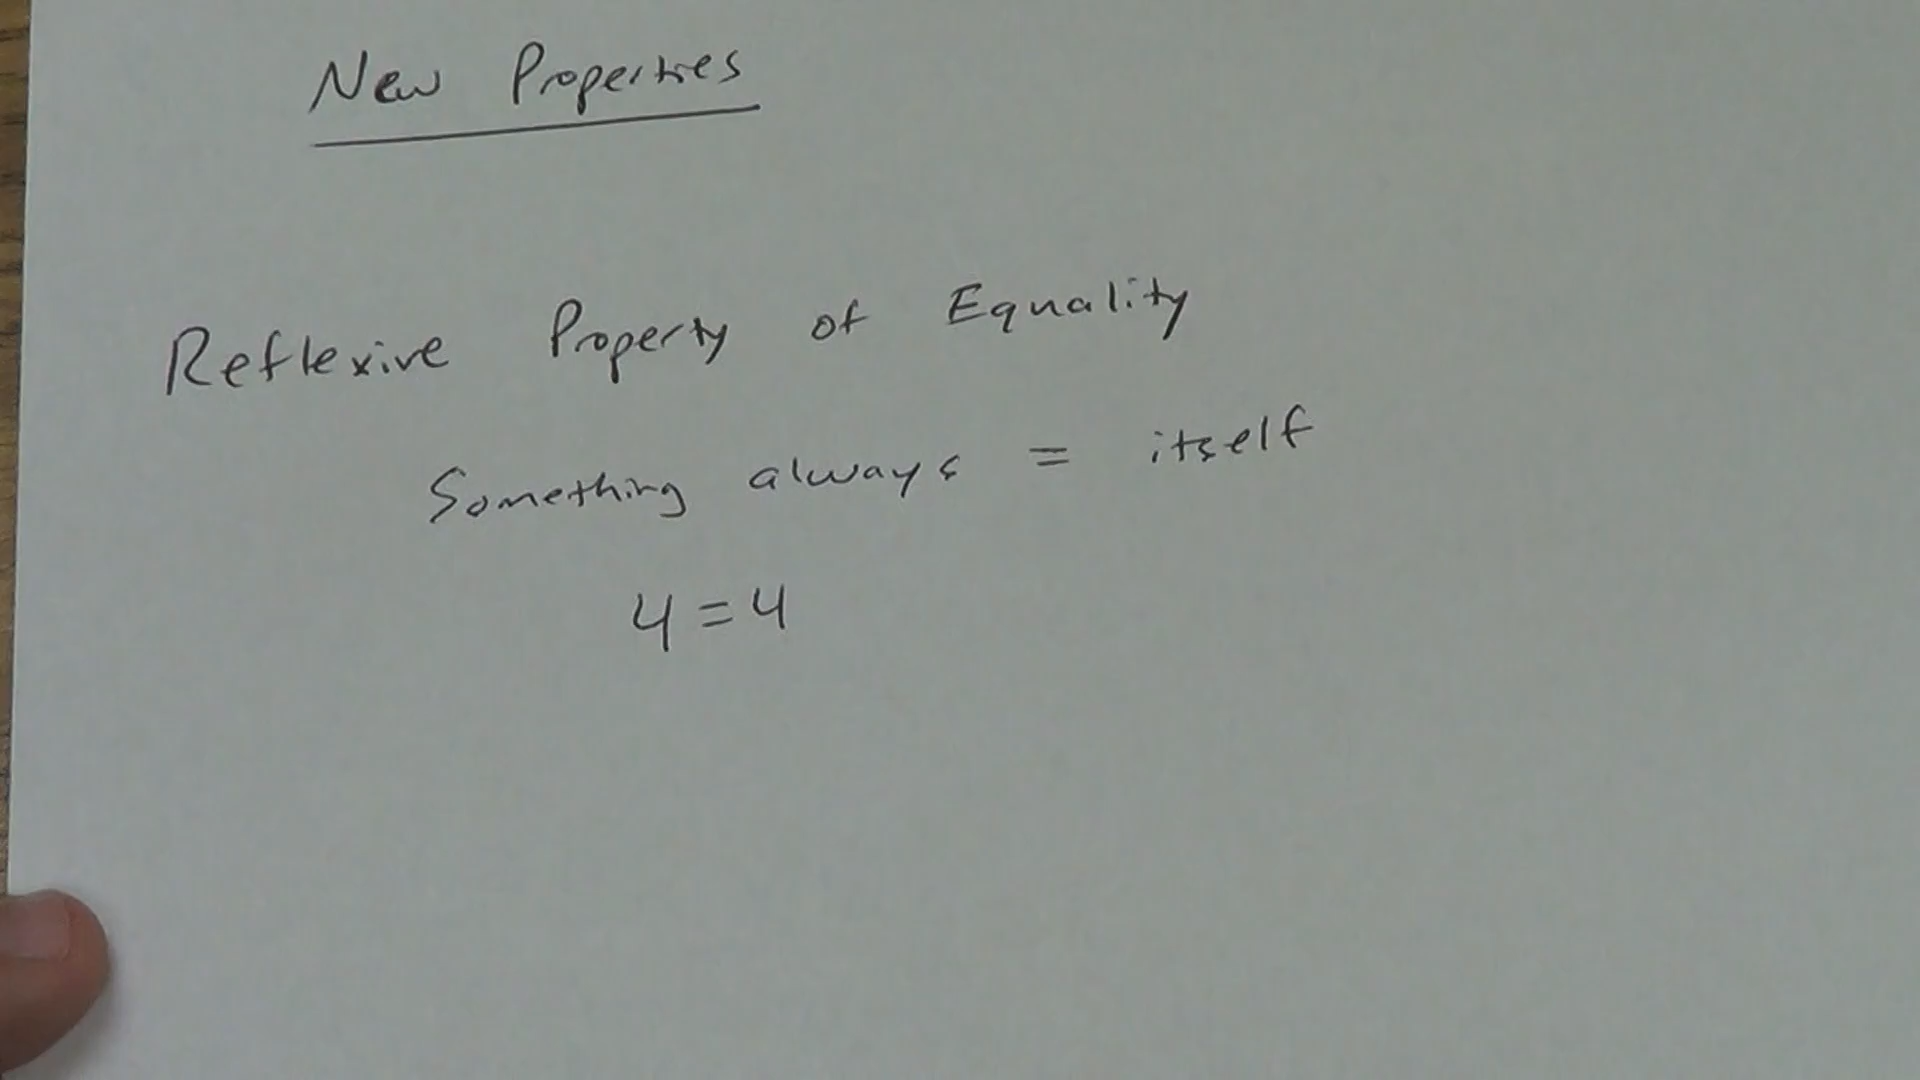 New Properties
Reflexive Property of Equality
Something always = itself
4 = 4